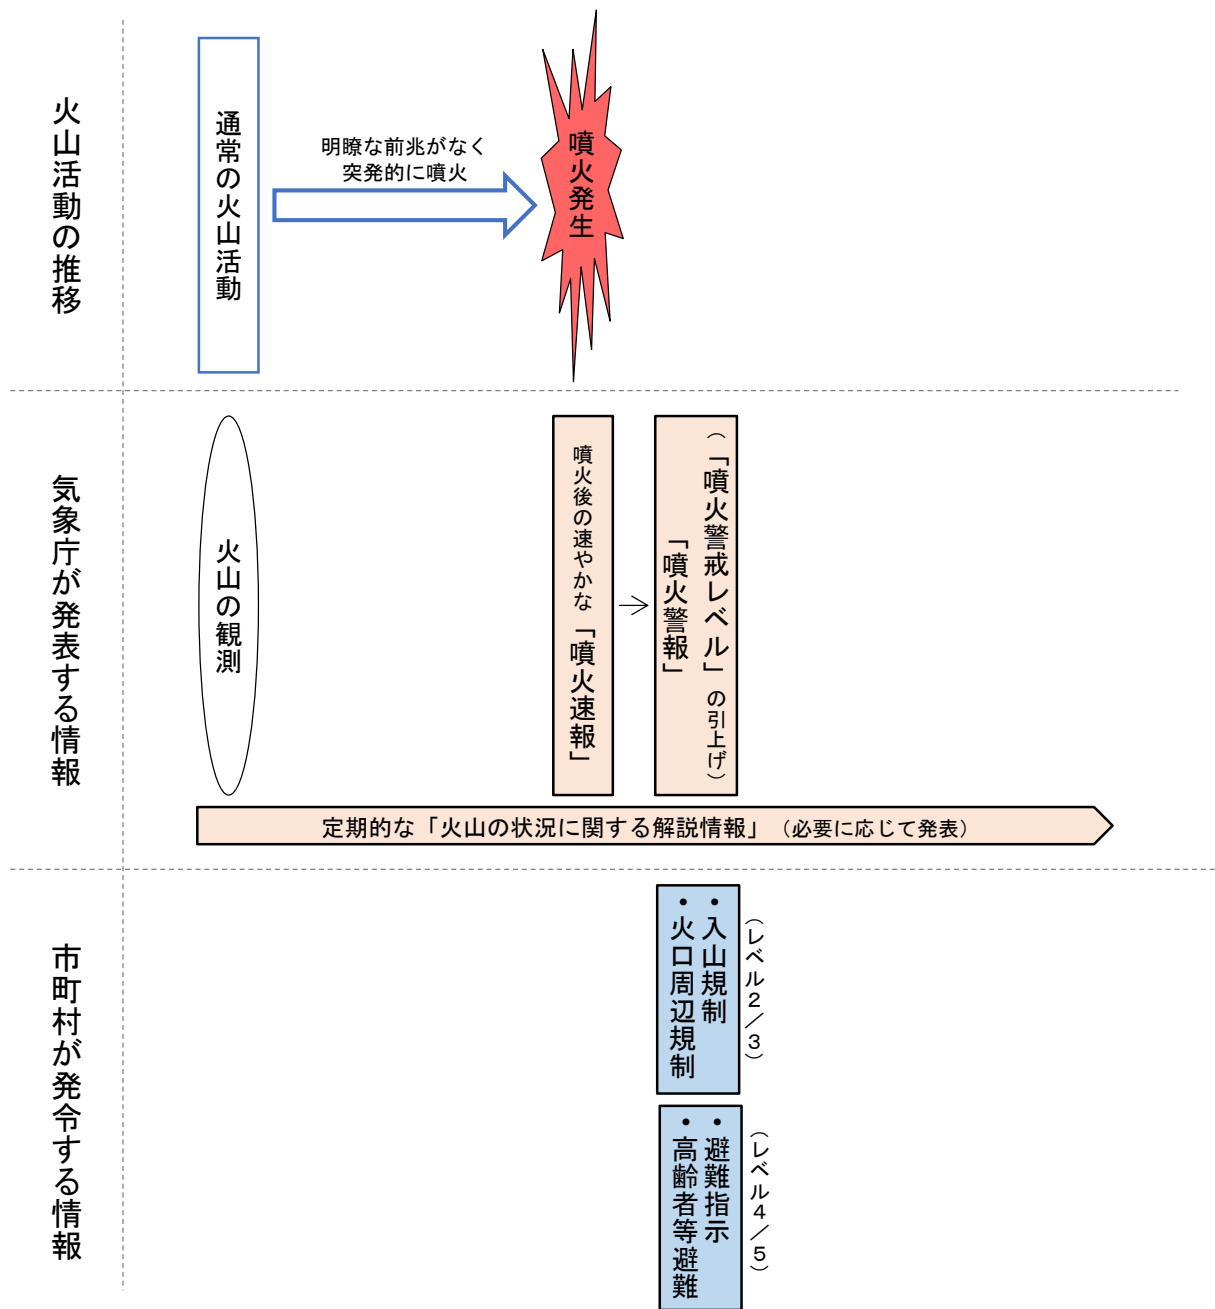 火山活動の推移
通常の火山活動
明瞭な前兆がなく
突発的に噴火
噴火発生
気象庁が発表する情報
火山の観測
噴火後の速やかな「噴火速報」
（「噴火警戒レベル」の引上げ）
「噴火警報」
定期的な「火山の状況に関する解説情報」（必要に応じて発表）
市町村が発令する情報
（レベル２／３）
・入山規制
・火口周辺規制
（レベル４／５）
・避難指示
・高齢者等避難